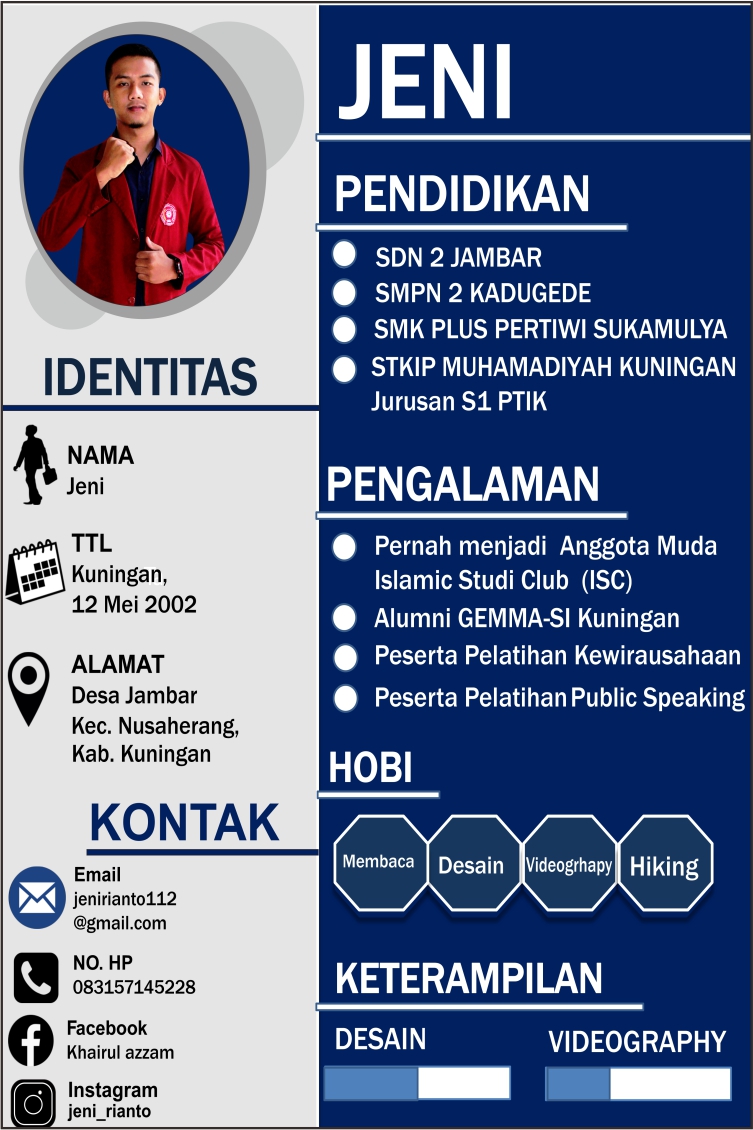 IDENTITAS
NAMA
Jeni
TTL
Kuningan,
12 Mei 2002
ALAMAT
Desa Jambar
Kec. Nusaherang,
Kab. Kuningan
KONTAK
Email
jenirianto112
@gmail.com
NO. HP
083157145228
Facebook
Khairul azzam
Instagram
jeni_rianto
JENI
PENDIDIKAN
SDN 2 JAMBAR
SMPN 2 KADUGEDE
SMK PLUS PERTIWI SUKAMULYA
STKIP MUHAMADIYAH KUNINGAN
Jurusan S1 PTIK
PENGALAMAN
Pernah menjadi Anggota Muda
Islamic Studi Club (ISC)
Alumni GEMMA-SI Kuningan
Peserta Pelatihan Kewirausahaan
Peserta Pelatihan Public Speaking
HOBI
Membaca Desain Videogrhapy Hiking
KETERAMPILAN
DESAIN VIDEOGRAPHY